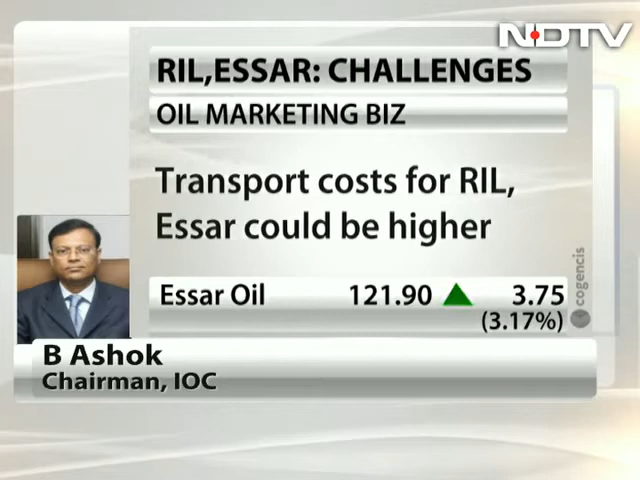 NDTV
RIL,ESSAR: CHALLENGES
OIL MARKETING BIZ
Transport costs for RIL,
Essar could be higher
Essar Oil 121.90 3.75
(3.17%)
cogencis
B Ashok
Chairman, IOC